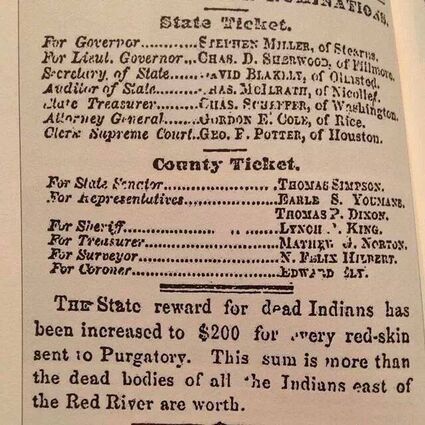 NOMINATIONS.
State Ticket.
For Governor............STEPHEN MILLER, of Stearns.
For Lieut. Governor...CHAS. D. SHERWOOD, of Fillmore.
Secretary of State......DAVID BLAKELY, of Olmsted.
Auditor of State.........CHAS. McILRATH, of Nicollet.
State Treasurer.........CHAS. SCHAFFER, of Washington.
Attorney General......GORDON E. COLE, of Rice.
Clerk Supreme Court..GEO. F. POTTER, of Houston.
County Ticket.
For State Senator.....................THOMAS SIMPSON.
For Representatives...................EARLE S. YOUMANS,
THOMAS P. DIXON.
For Sheriff............................LYNCH KING.
For Treasurer........................MATHEW J. NORTON.
For Surveyor.........................N. FELIX HILBERT.
For Coroner..........................EDWARD ELY.
THE State reward for dead Indians has
been increased to $200 for every red-skin
sent to Purgatory. This sum is more than
the dead bodies of all the Indians east of
the Red River are worth.